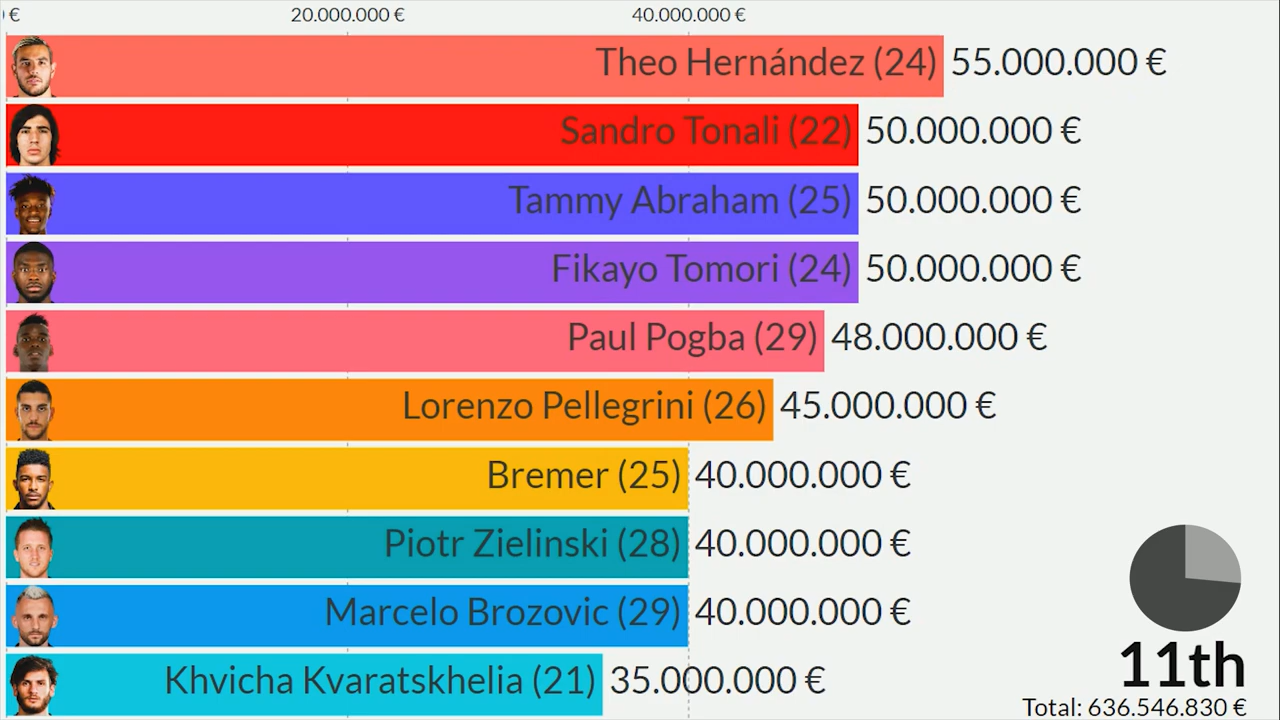 € 20.000.000 € 40.000.000 €
Theo Hernández (24) 55.000.000 €
Sandro Tonali (22) 50.000.000 €
Tammy Abraham (25) 50.000.000 €
Fikayo Tomori (24) 50.000.000 €
Paul Pogba (29) 48.000.000 €
Lorenzo Pellegrini (26) 45.000.000 €
Bremer (25) 40.000.000 €
Piotr Zielinski (28) 40.000.000 €
Marcelo Brozovic (29) 40.000.000 €
Khvicha Kvaratskhelia (21) 35.000.000 €
11th
Total: 636.546.830 €